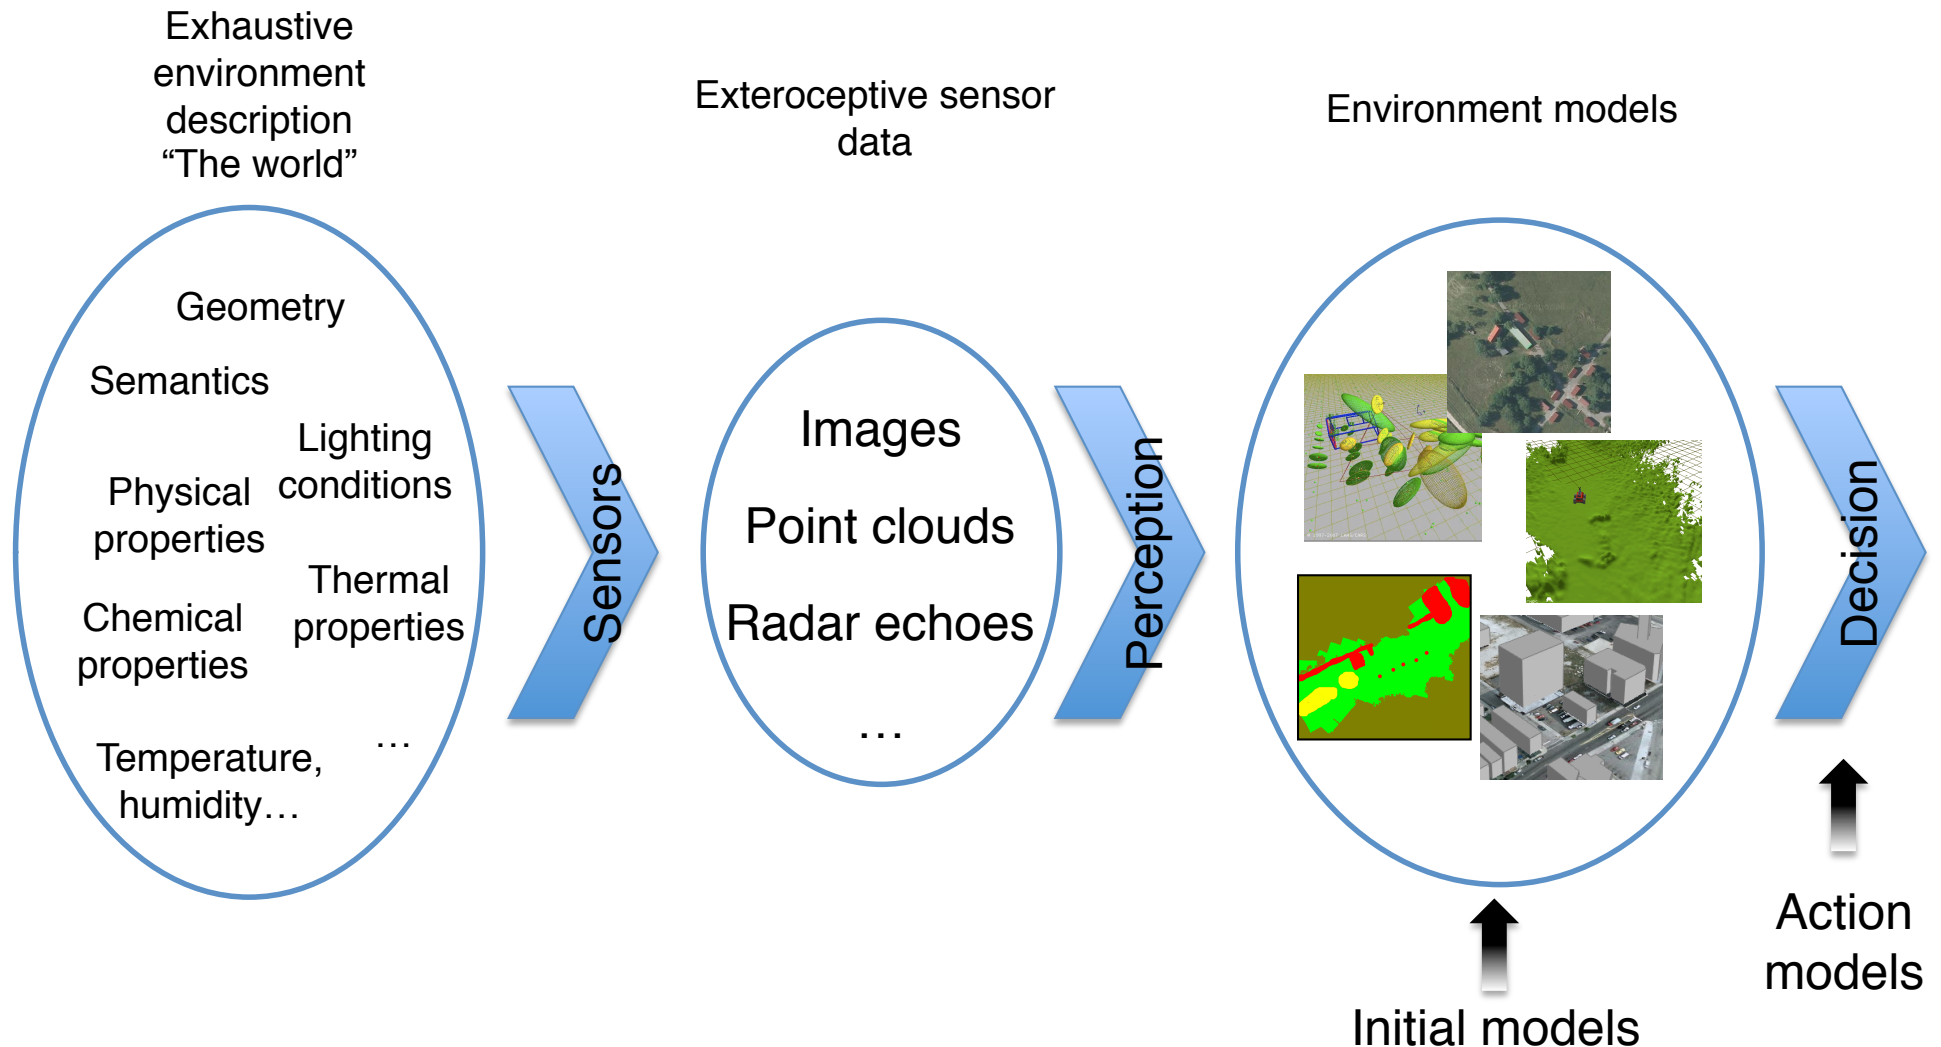 Exhaustive
environment
description
“The world”
Exteroceptive sensor
data
Environment models
Geometry
Semantics
Lighting
conditions
Physical
properties
Thermal
properties
Chemical
properties
Temperature,
humidity…
…
Sensors
Images
Point clouds
Radar echoes
…
Perception
Decision
Action
models
Initial models